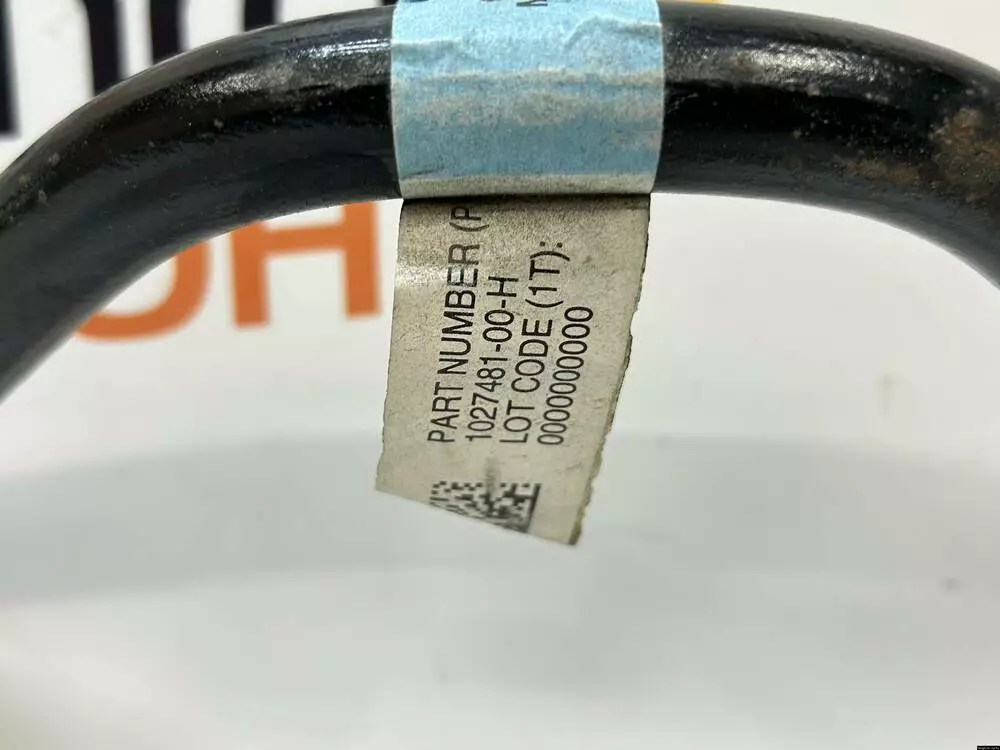 PART NUMBER (P
1027481-00-H
LOT CODE (1T):
0000000000